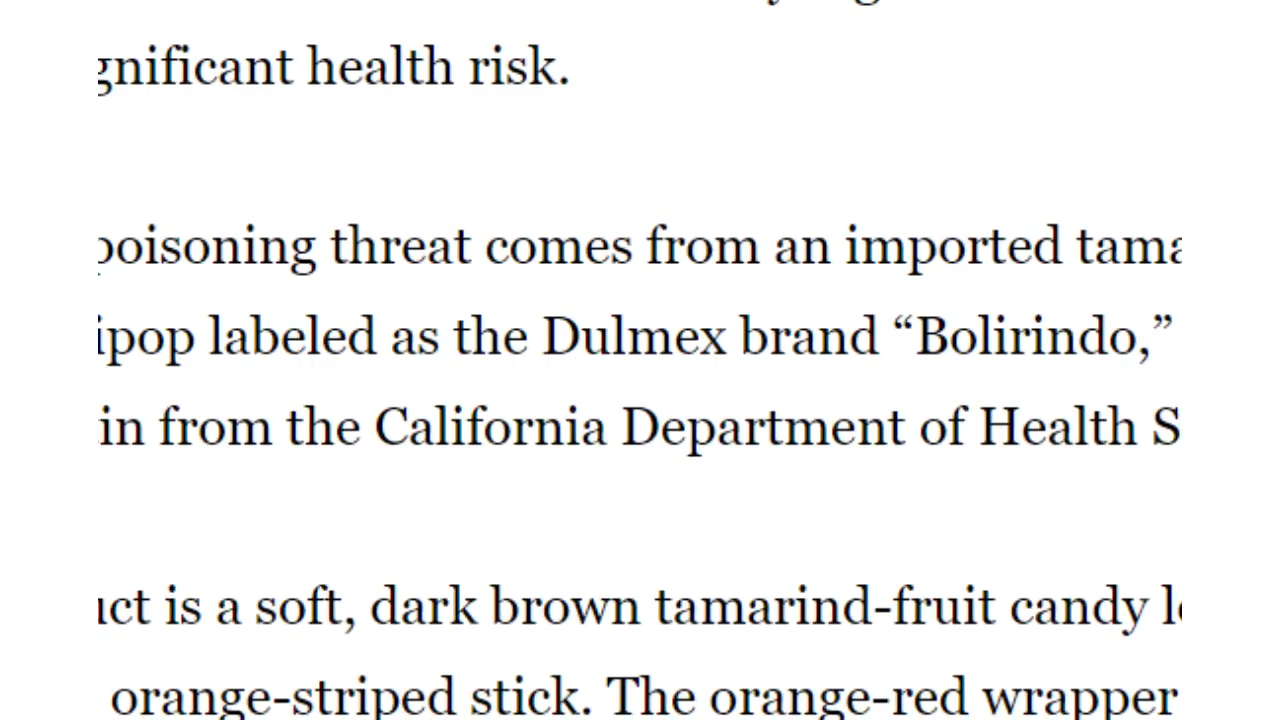 gnificant health risk.
poisoning threat comes from an imported tama
ipop labeled as the Dulmex brand “Bolirindo,”
in from the California Department of Health S
uct is a soft, dark brown tamarind-fruit candy l
orange-striped stick. The orange-red wrapper